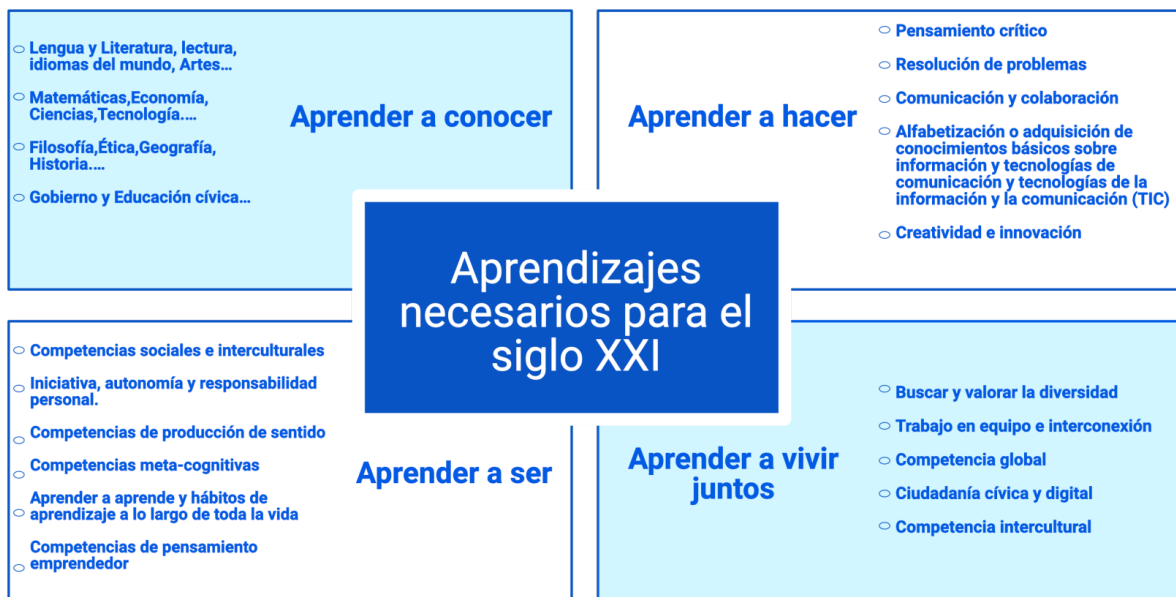 Lengua y Literatura, lectura,
idiomas del mundo, Artes...
Matemáticas,Economía,
Ciencias,Tecnología....
Filosofía,Ética,Geografía,
Historia....
Gobierno y Educación cívica...
Aprender a conocer
Aprender a hacer
Pensamiento crítico
Resolución de problemas
Comunicación y colaboración
Alfabetización o adquisición de
conocimientos básicos sobre
información y tecnologías de
comunicación y tecnologías de la
información y la comunicación (TIC)
Creatividad e innovación
Aprendizajes
necesarios para el
siglo XXI
Competencias sociales e interculturales
Iniciativa, autonomía y responsabilidad
personal.
Competencias de producción de sentido
Competencias meta-cognitivas
Aprender a aprende y hábitos de
aprendizaje a lo largo de toda la vida
Competencias de pensamiento
emprendedor
Aprender a ser
Aprender a vivir
juntos
Buscar y valorar la diversidad
Trabajo en equipo e interconexión
Competencia global
Ciudadanía cívica y digital
Competencia intercultural